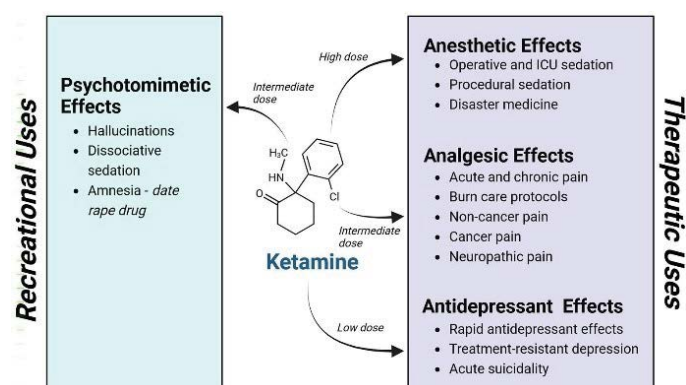 Recreational Uses
Psychotomimetic
Effects
• Hallucinations
• Dissociative
sedation
• Amnesia - date
rape drug
Intermediate
dose
High dose
H₃C
HN
O
Cl
Intermediate
dose
Ketamine
Low dose
Anesthetic Effects
• Operative and ICU sedation
• Procedural sedation
• Disaster medicine
Analgesic Effects
• Acute and chronic pain
• Burn care protocols
• Non-cancer pain
• Cancer pain
• Neuropathic pain
Antidepressant Effects
• Rapid antidepressant effects
• Treatment-resistant depression
• Acute suicidality
Therapeutic Uses